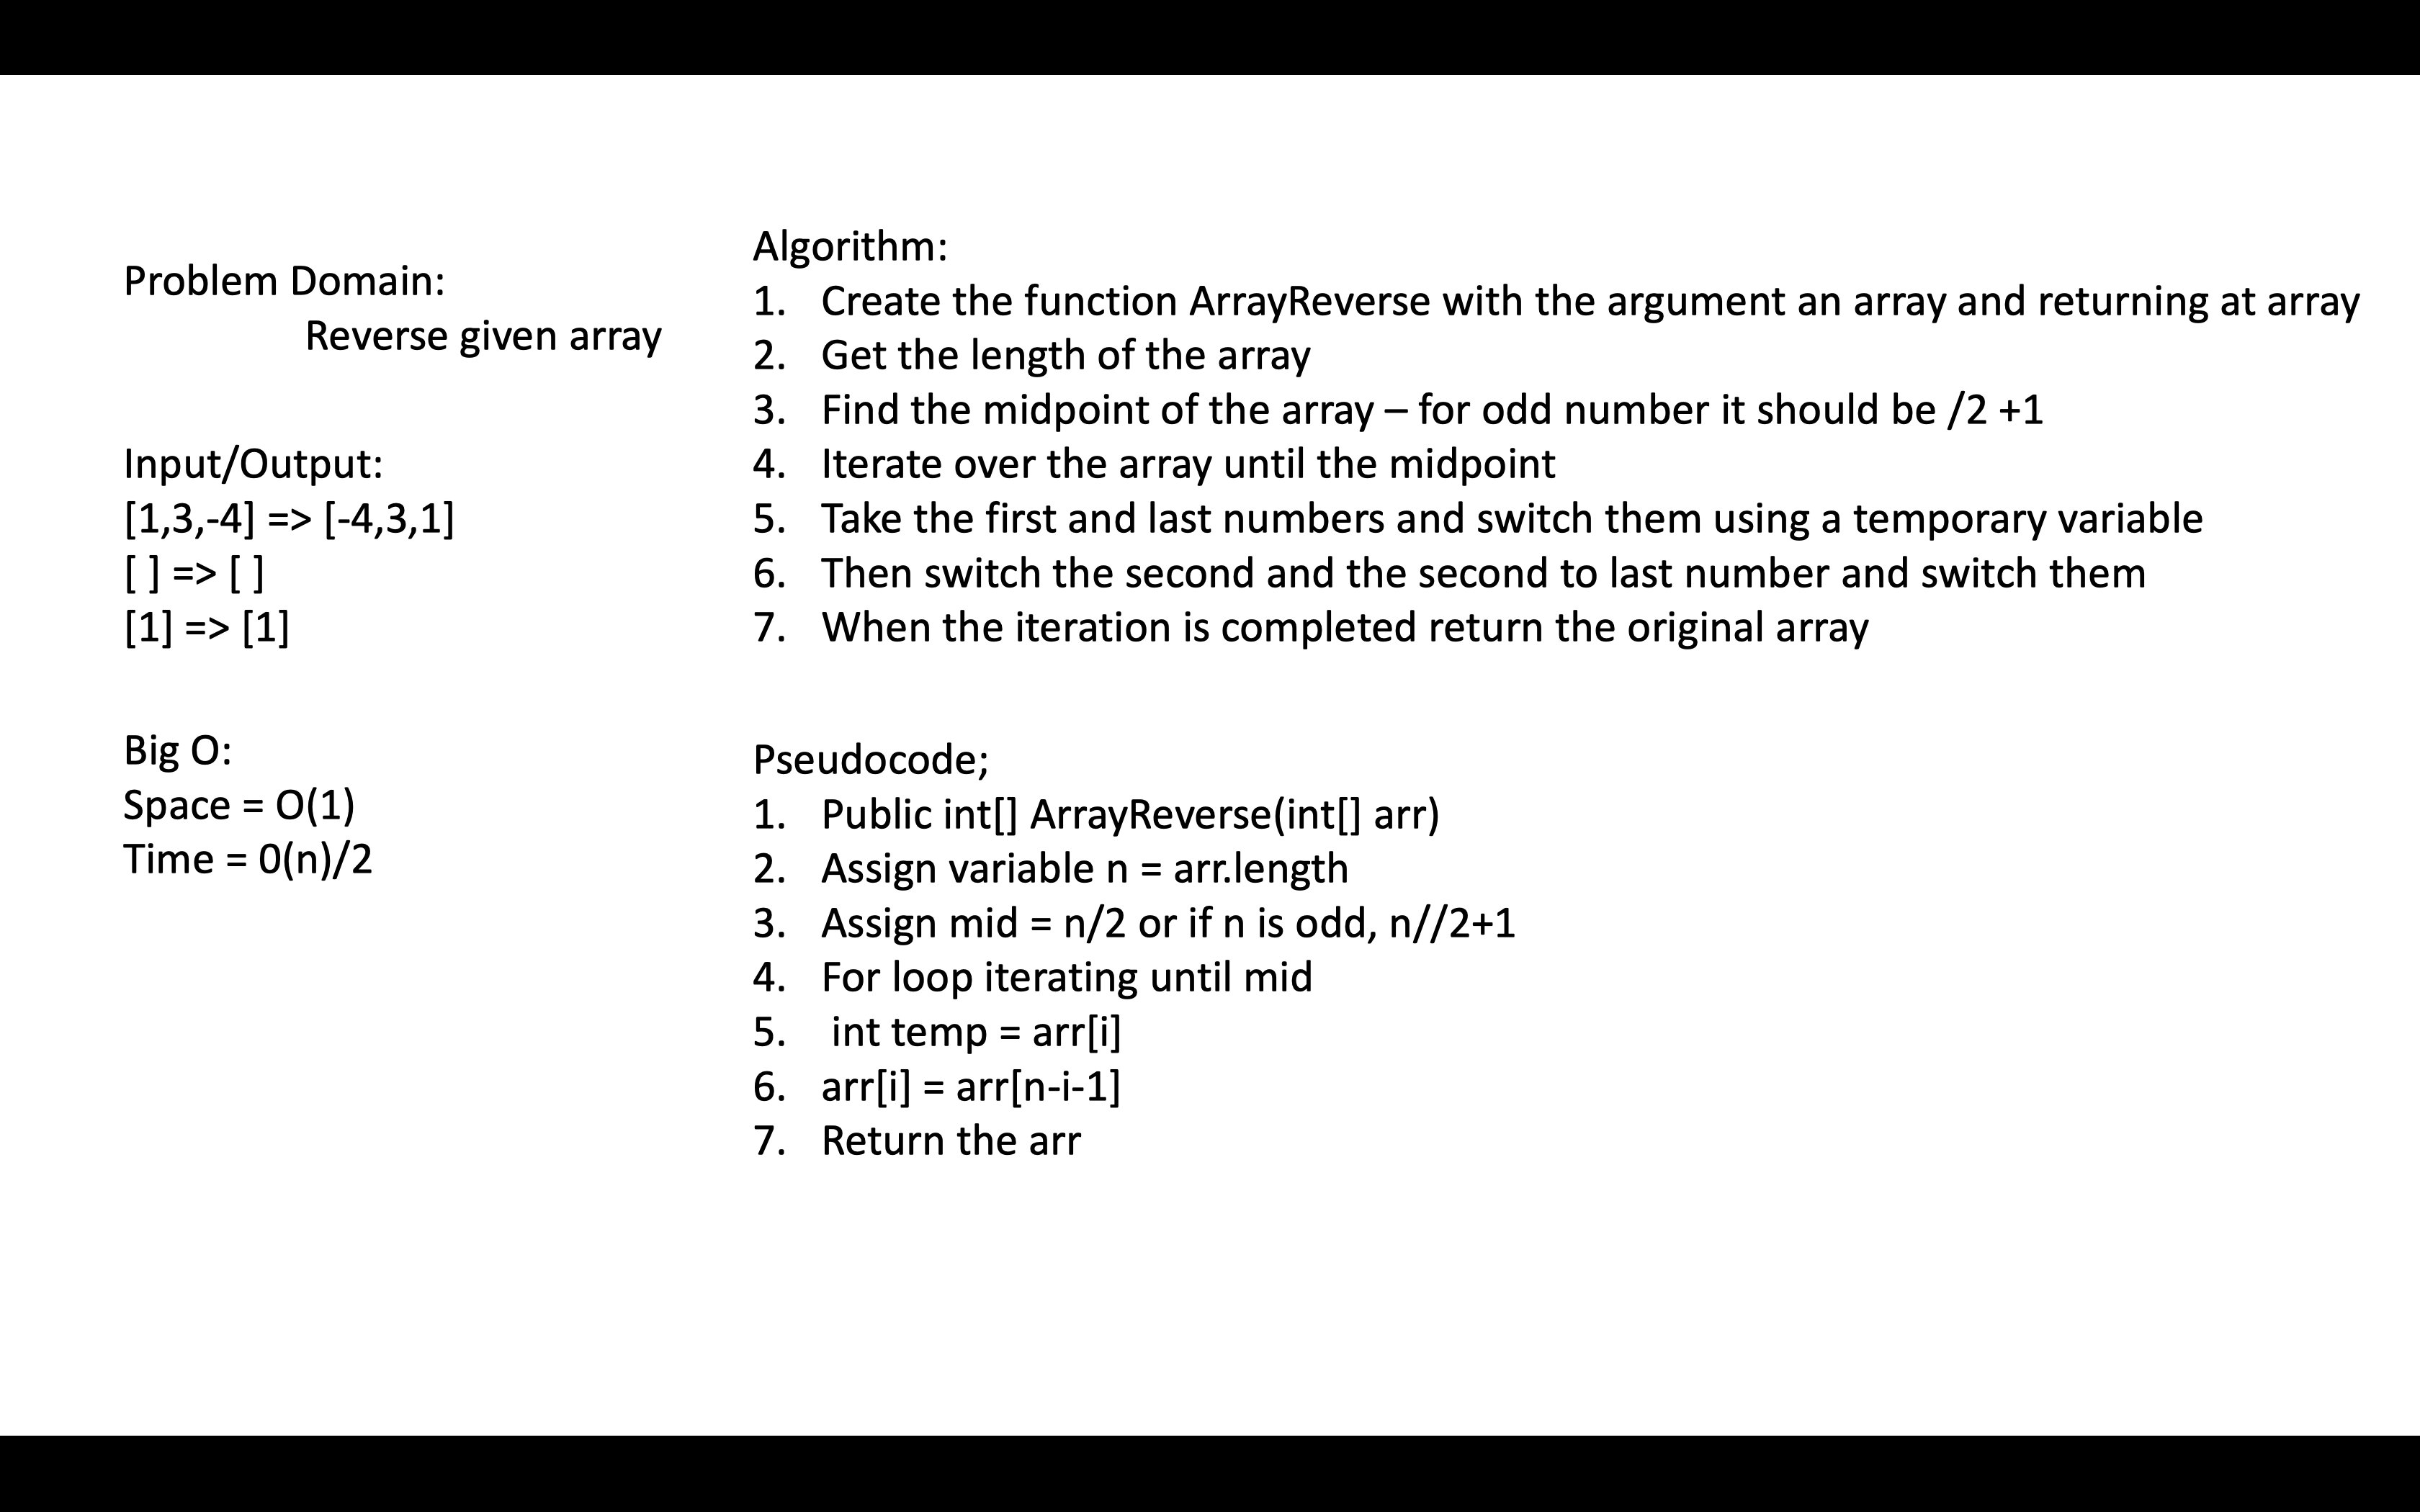 Problem Domain:
Reverse given array
Input/Output:
[1,3,-4] => [-4,3,1]
[ ] => [ ]
[1] => [1]
Big O:
Space = O(1)
Time = 0(n)/2
Algorithm:
1. Create the function ArrayReverse with the argument an array and returning at array
2. Get the length of the array
3. Find the midpoint of the array – for odd number it should be /2 +1
4. Iterate over the array until the midpoint
5. Take the first and last numbers and switch them using a temporary variable
6. Then switch the second and the second to last number and switch them
7. When the iteration is completed return the original array
Pseudocode;
1. Public int[] ArrayReverse(int[] arr)
2. Assign variable n = arr.length
3. Assign mid = n/2 or if n is odd, n//2+1
4. For loop iterating until mid
5. int temp = arr[i]
6. arr[i] = arr[n-i-1]
7. Return the arr